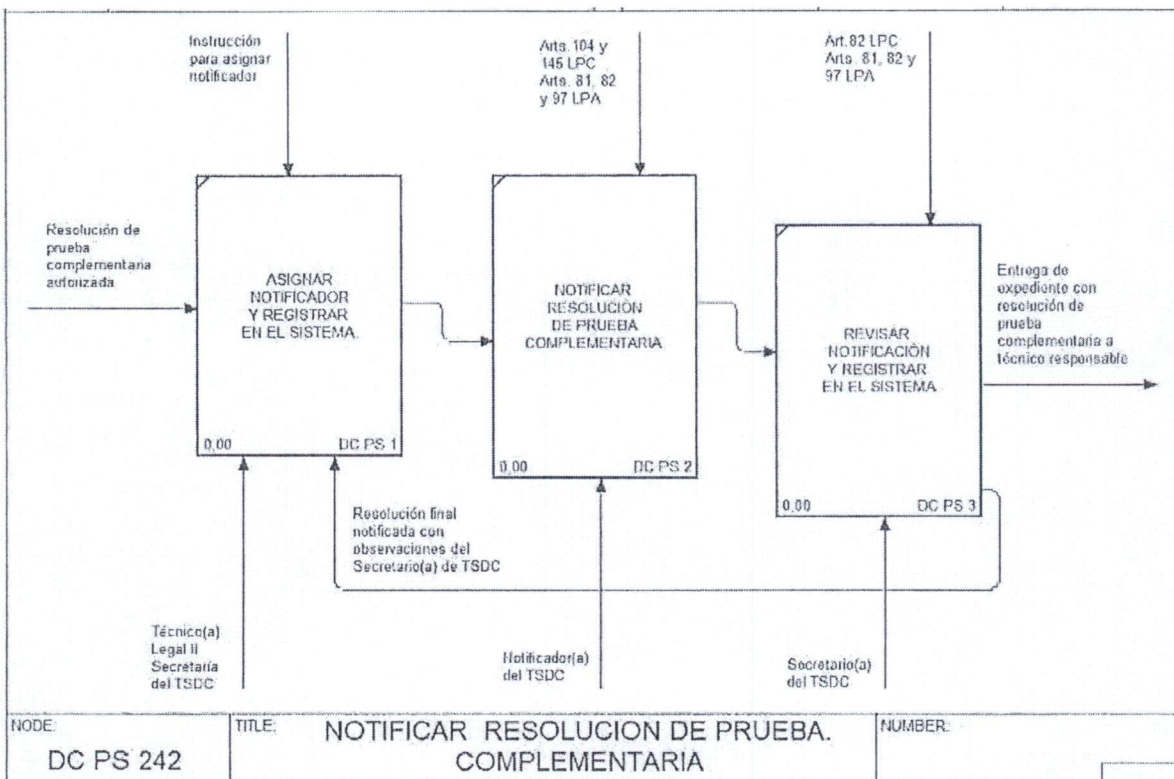 Instrucción
para asignar
notificador
Arts. 104 y
145 LPC
Arts. 81, 82
y 97 LPA
Art.82 LPC
Arts. 81, 82 y
97 LPA
Resolución de
prueba
complementaria
autorizada
ASIGNAR
NOTIFICADOR
Y REGISTRAR
EN EL SISTEMA.
0,00
DC PS 1
NOTIFICAR
RESOLUCIÓN
DE PRUEBA
COMPLEMENTARIA
0,00
DC PS 2
REVISAR
NOTIFICACIÓN
Y REGISTRAR
EN EL SISTEMA
0,00
DC PS 3
Entrega de
expediente con
resolución de
prueba
complementaria a
técnico responsable
Resolución final
notificada con
observaciones del
Secretario(a) de TSDC
Técnico(a)
Legal II
Secretaría
del TSDC
Notificador(a)
del TSDC
Secretario(a)
del TSDC
NODE:
DC PS 242
TITLE:
NOTIFICAR RESOLUCION DE PRUEBA.
COMPLEMENTARIA
NUMBER: